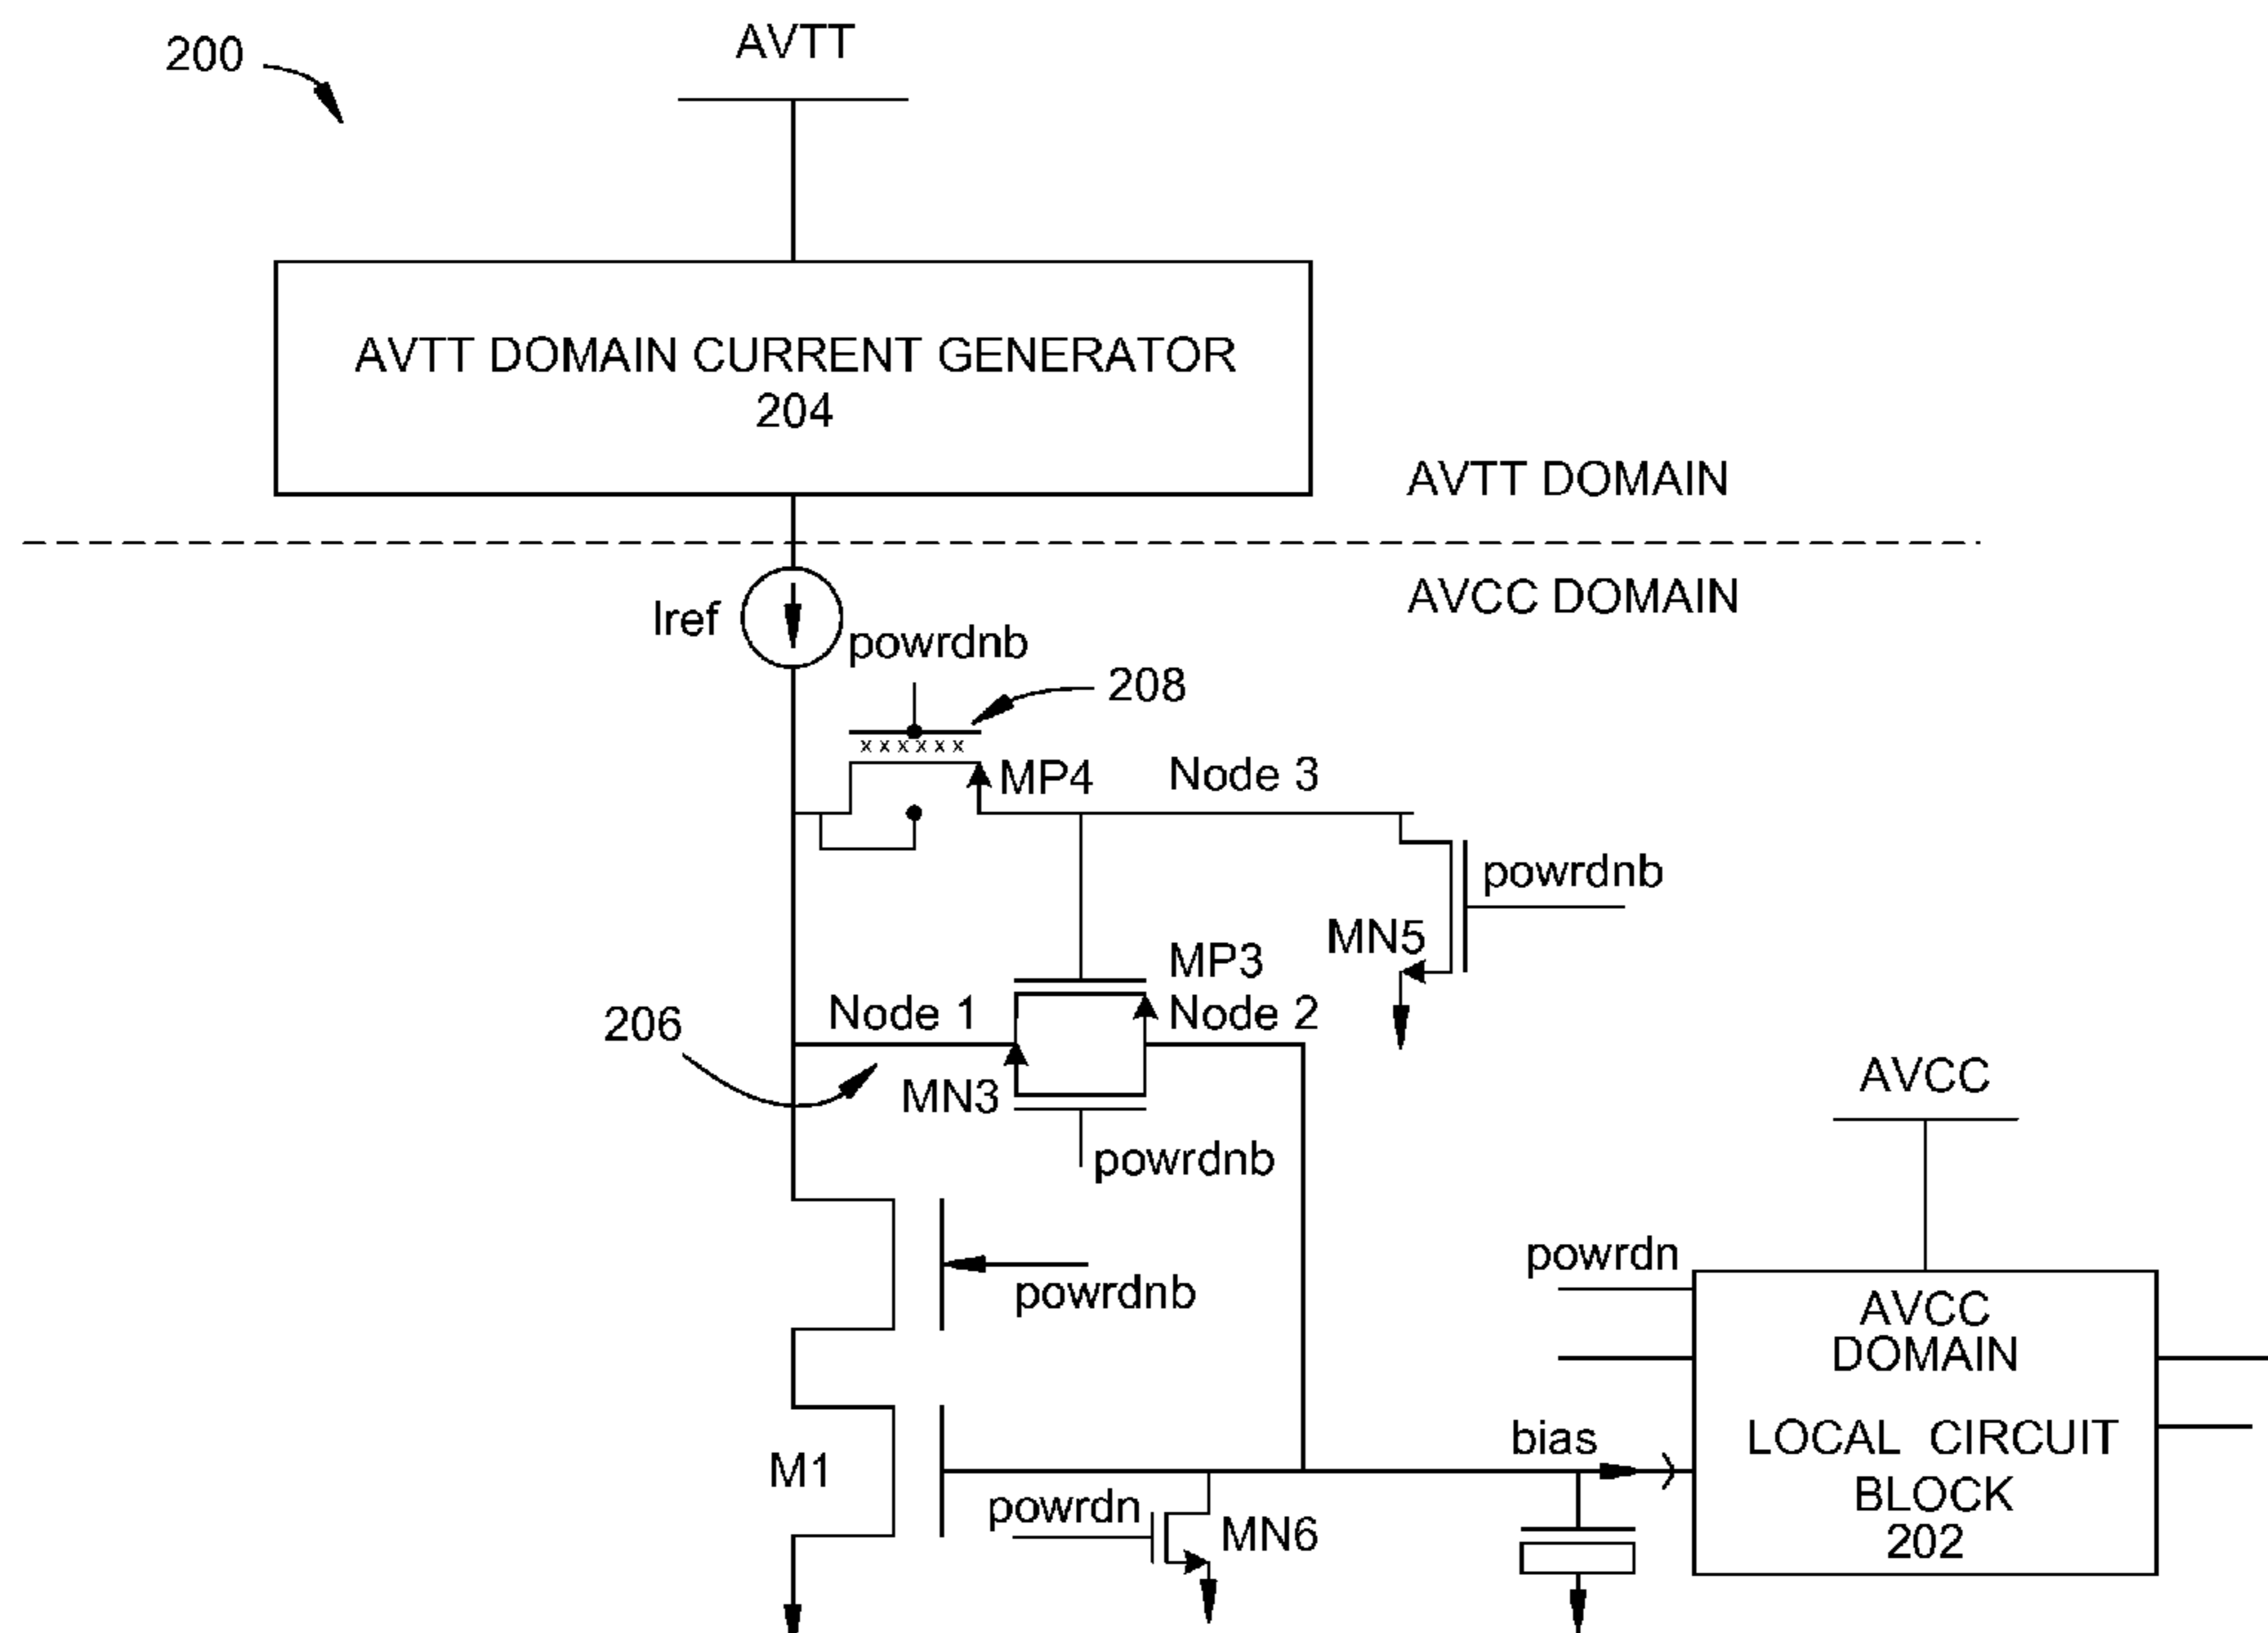 200
AVTT
AVTT DOMAIN CURRENT GENERATOR
204
AVTT DOMAIN
AVCC DOMAIN
Iref
powrdnb
208
xxxxxx
MP4
Node 3
powrdnb
MN5
MP3
Node 1
Node 2
206
MN3
powrdnb
AVCC
powrdnb
powrdn
AVCC
DOMAIN
LOCAL CIRCUIT
BLOCK
202
bias
M1
powrdn
MN6